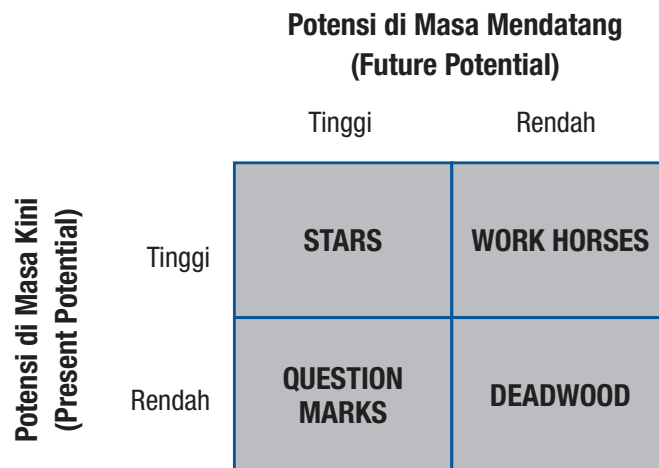 Potensi di Masa Mendatang
(Future Potential)
Tinggi
Rendah
Potensi di Masa Kini
(Present Potential)
Tinggi
STARS
WORK HORSES
Rendah
QUESTION
MARKS
DEADWOOD